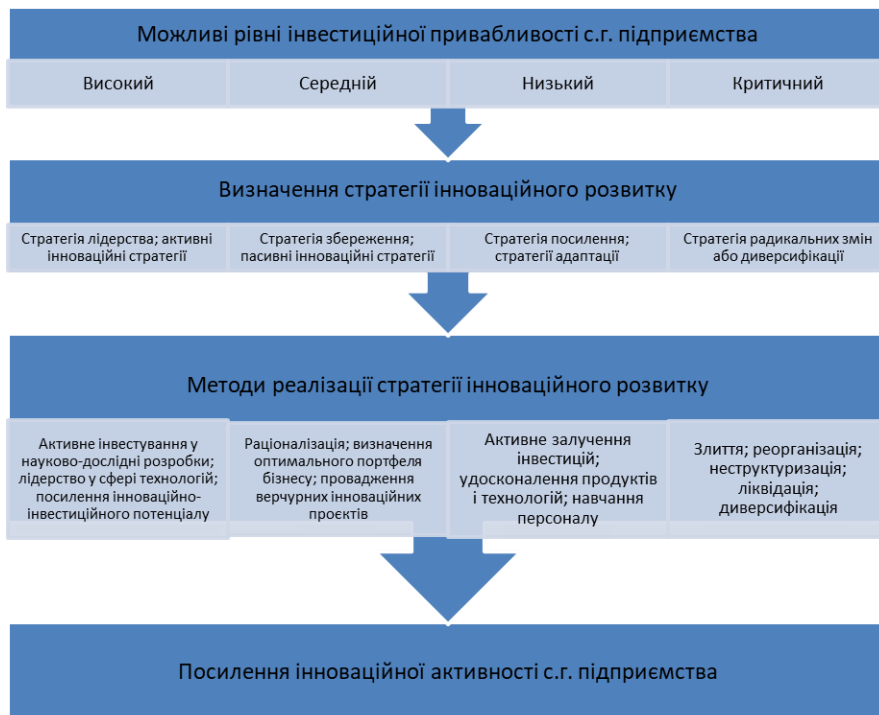 Можливі рівні інвестиційної привабливості с.г. підприємства
Високий
Середній
Низький
Критичний
Визначення стратегії інноваційного розвитку
Стратегія лідерства; активні
інноваційні стратегії
Стратегія збереження;
пасивні інноваційні стратегії
Стратегія посилення;
стратегії адаптації
Стратегія радикальних змін
або диверсифікації
Методи реалізації стратегії інноваційного розвитку
Активне інвестування у
науково-дослідні розробки;
лідерство у сфері технологій;
посилення інноваційно-
інвестиційного потенціалу
Раціоналізація; визначення
оптимального портфеля
бізнесу; провадження
верчурних інноваційних
проєктів
Активне залучення
інвестицій;
удосконалення продуктів
і технологій; навчання
персоналу
Злиття; реорганізація;
неструктуризація;
ліквідація;
диверсифікація
Посилення інноваційної активності с.г. підприємства